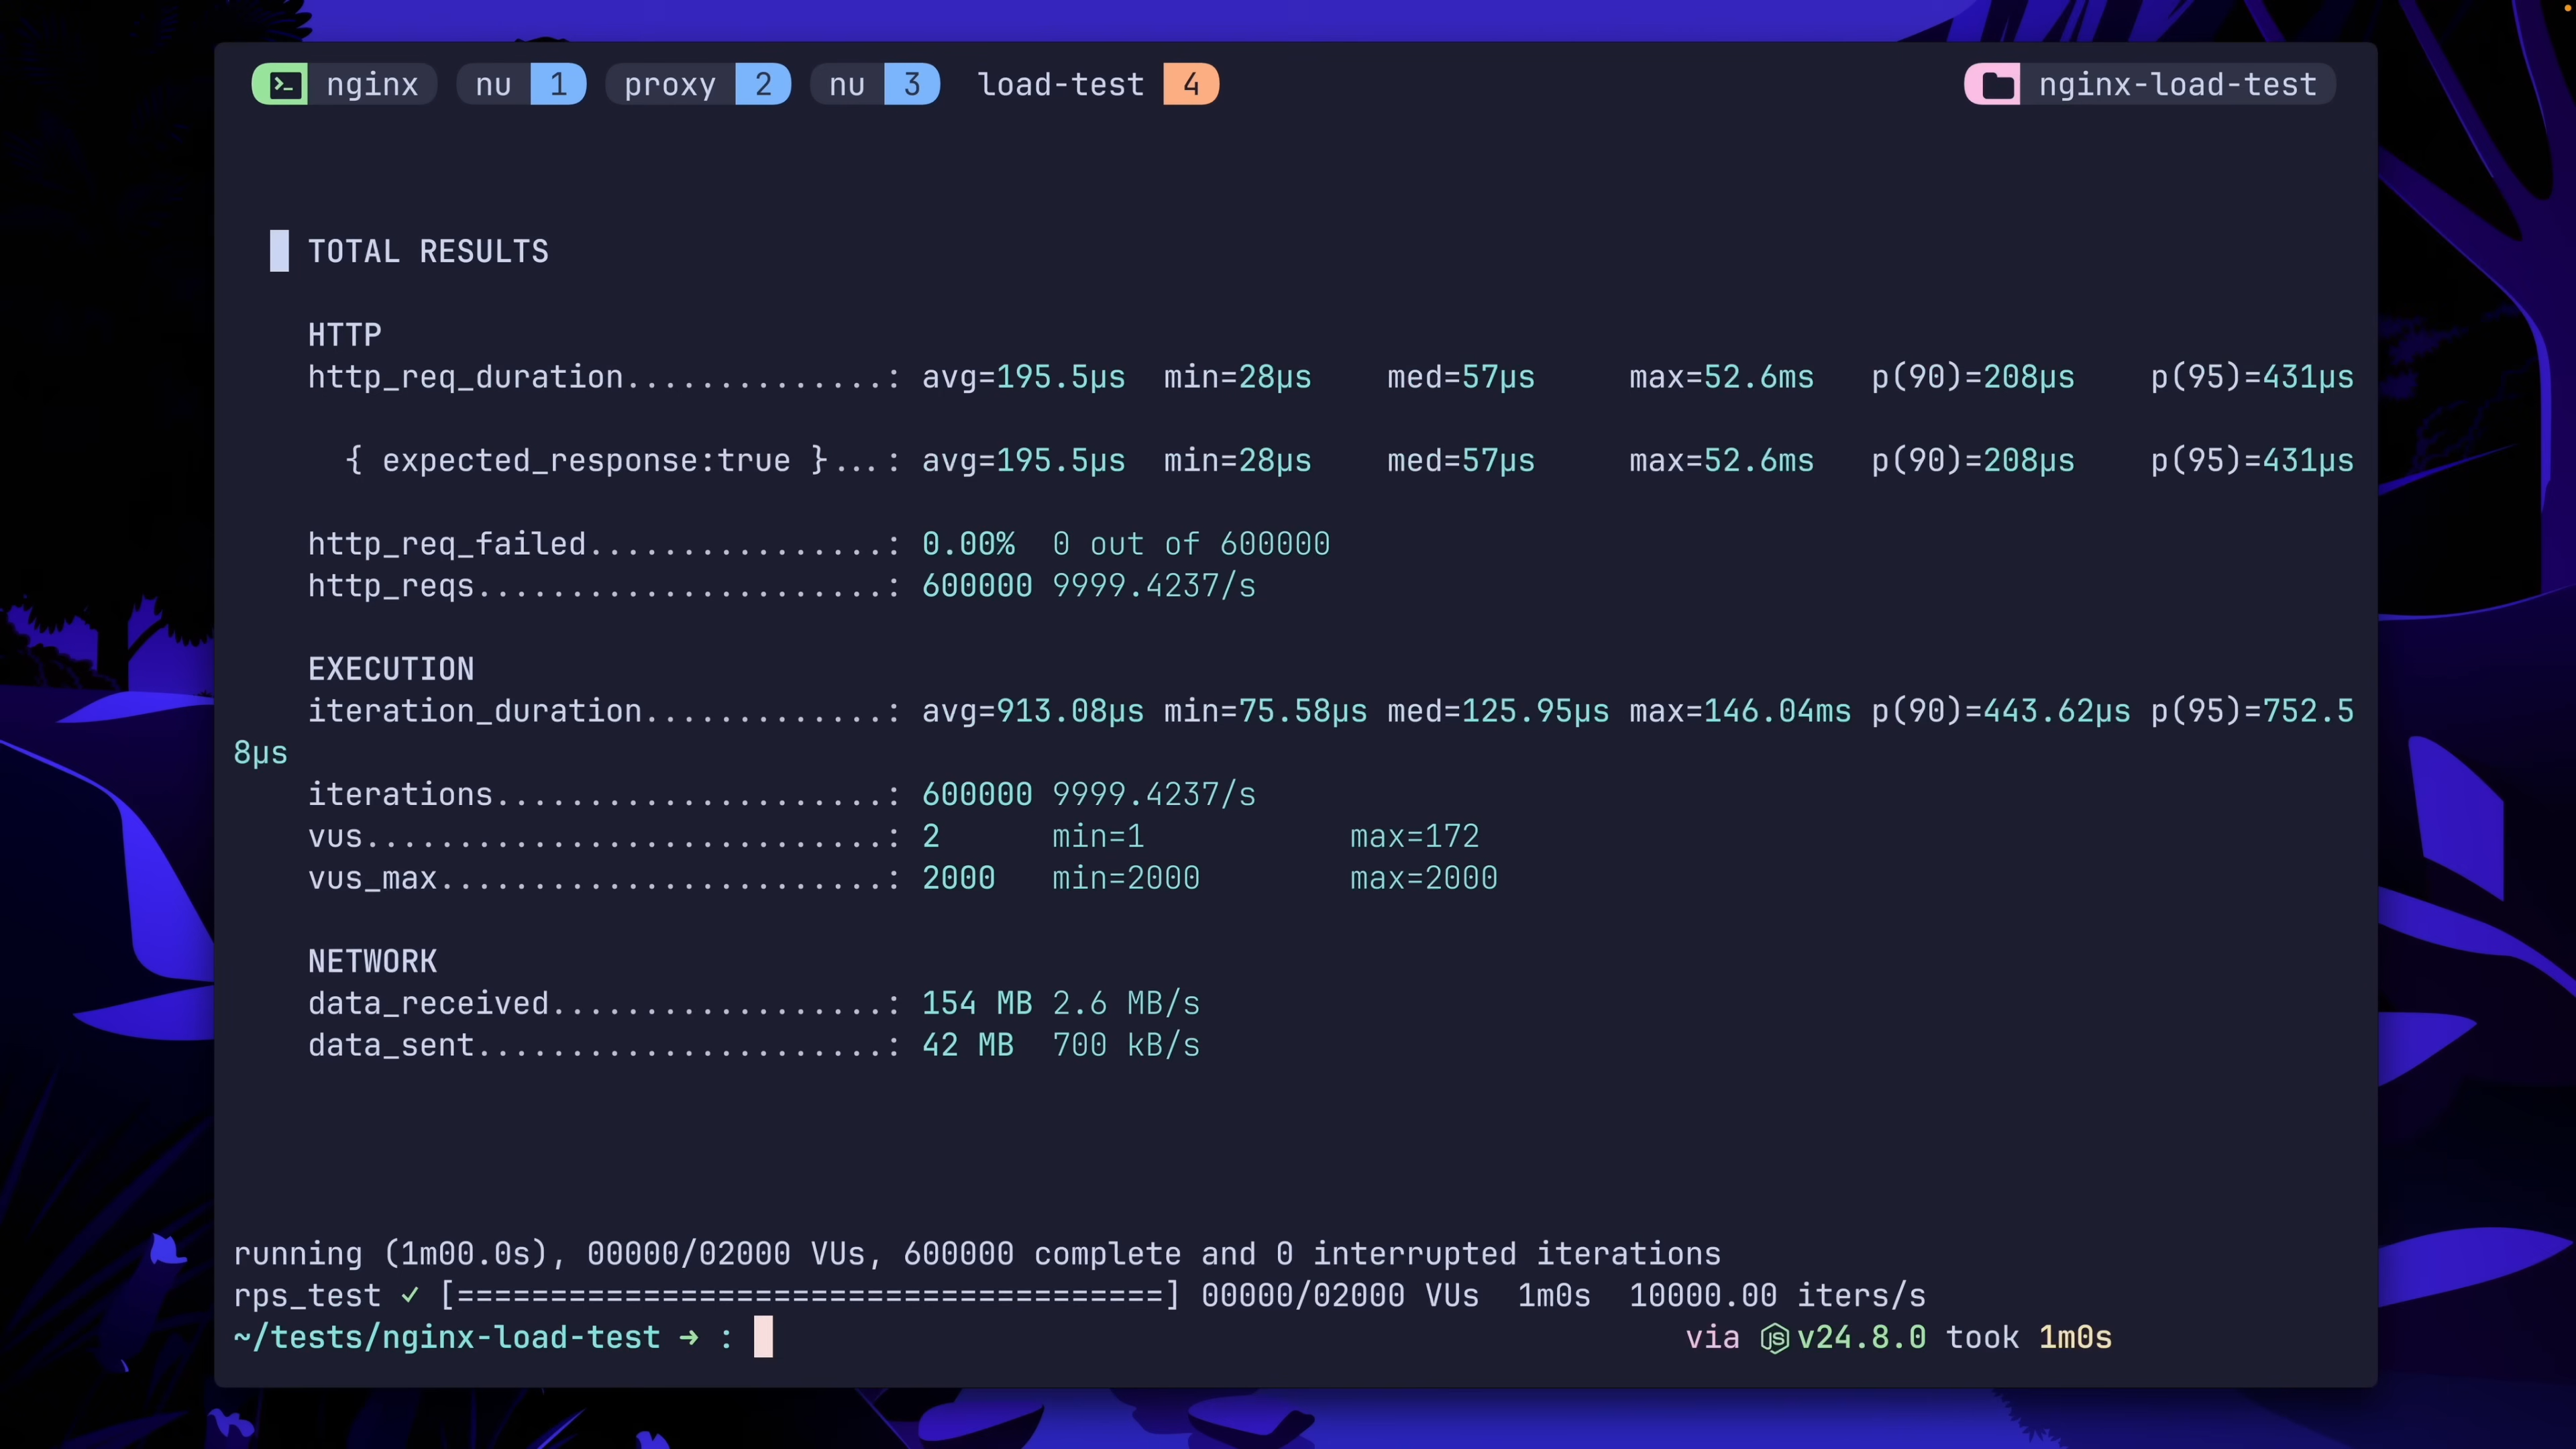 nginx nu 1 proxy 2 nu 3 load-test 4 nginx-load-test
TOTAL RESULTS
HTTP
http_req_duration..............: avg=195.5µs min=28µs med=57µs max=52.6ms p(90)=208µs p(95)=431µs
{ expected_response:true }...: avg=195.5µs min=28µs med=57µs max=52.6ms p(90)=208µs p(95)=431µs
http_req_failed................: 0.00% 0 out of 600000
http_reqs......................: 600000 9999.4237/s
EXECUTION
iteration_duration.............: avg=913.08µs min=75.58µs med=125.95µs max=146.04ms p(90)=443.62µs p(95)=752.5
8µs
iterations.....................: 600000 9999.4237/s
vus............................: 2 min=1 max=172
vus_max........................: 2000 min=2000 max=2000
NETWORK
data_received..................: 154 MB 2.6 MB/s
data_sent......................: 42 MB 700 kB/s
running (1m00.0s), 00000/02000 VUs, 600000 complete and 0 interrupted iterations
rps_test ✓ [======================================] 00000/02000 VUs 1m0s 10000.00 iters/s
~/tests/nginx-load-test → : via JS v24.8.0 took 1m0s